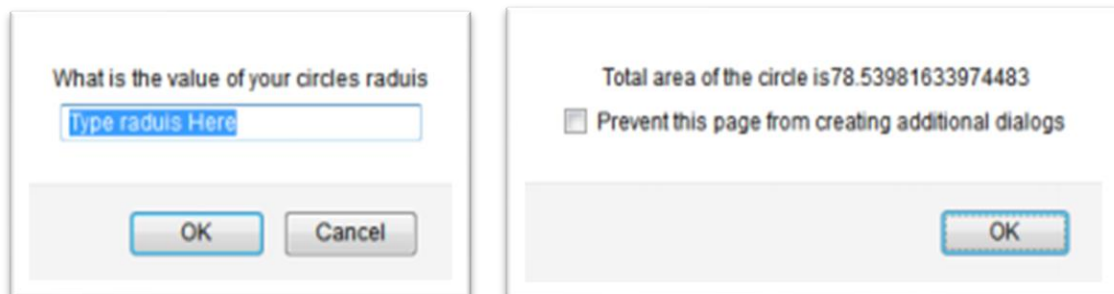 What is the value of your circles raduis
Type raduis Here
OK
Cancel
Total area of the circle is78.53981633974483
Prevent this page from creating additional dialogs
OK